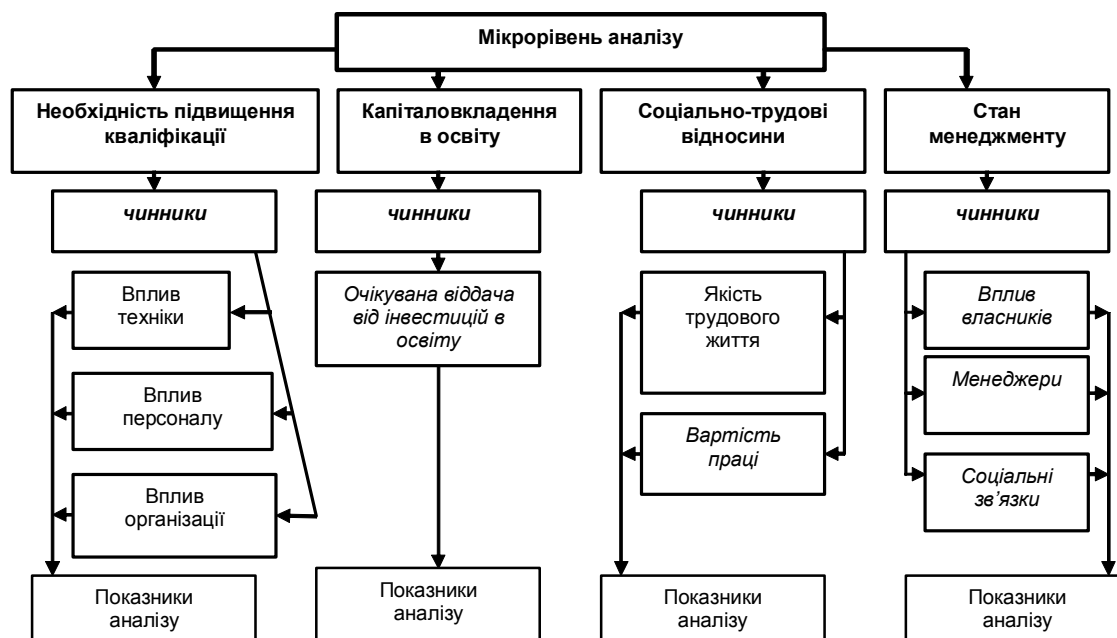 Мікрорівень аналізу
Необхідність підвищення
кваліфікації
Капіталовкладення
в освіту
Соціально-трудові
відносини
Стан
менеджменту
чинники
чинники
чинники
чинники
Вплив
техніки
Вплив
персоналу
Вплив
організації
Очікувана віддача
від інвестицій в
освіту
Якість
трудового
життя
Вартість
праці
Вплив
власників
Менеджери
Соціальні
зв’язки
Показники
аналізу
Показники
аналізу
Показники
аналізу
Показники
аналізу